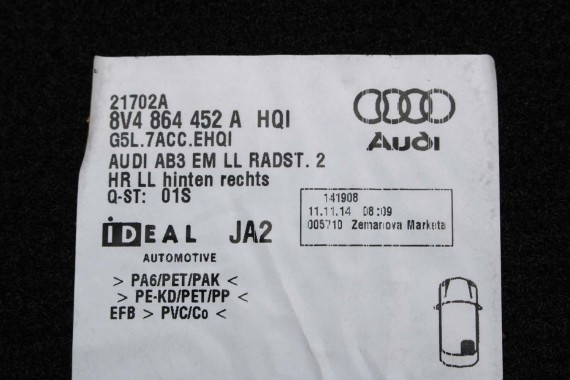 21702A
8V4 864 452 A HQI
G5L.7ACC.EHQI
AUDI AB3 EM LL RADST. 2
HR LL hinten rechts
Q-ST: 01S
Audi
141908
11.11.14 08:09
005710 Zemanova Marketa
iDEAL JA2
AUTOMOTIVE
> PA6/PET/PAK <
> PE-KD/PET/PP <
EFB > PVC/Co <